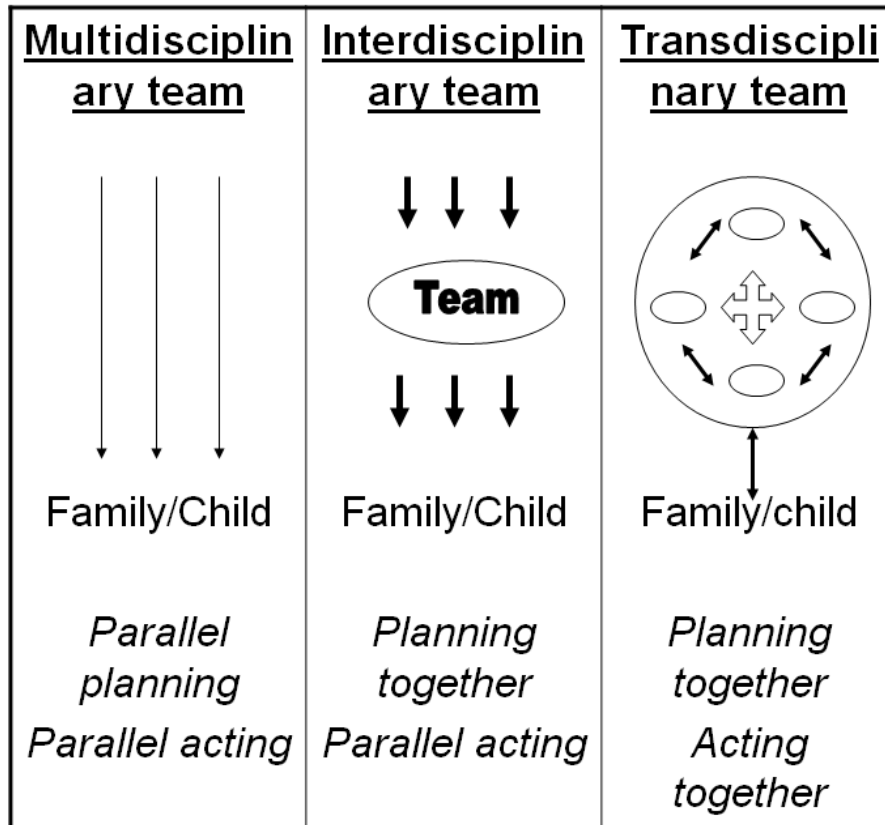 Multidisciplin
ary team
Family/Child
Parallel
planning
Parallel acting
Interdisciplin
ary team
Team
Family/Child
Planning
together
Parallel acting
Transdiscipli
nary team
Family/child
Planning
together
Acting
together